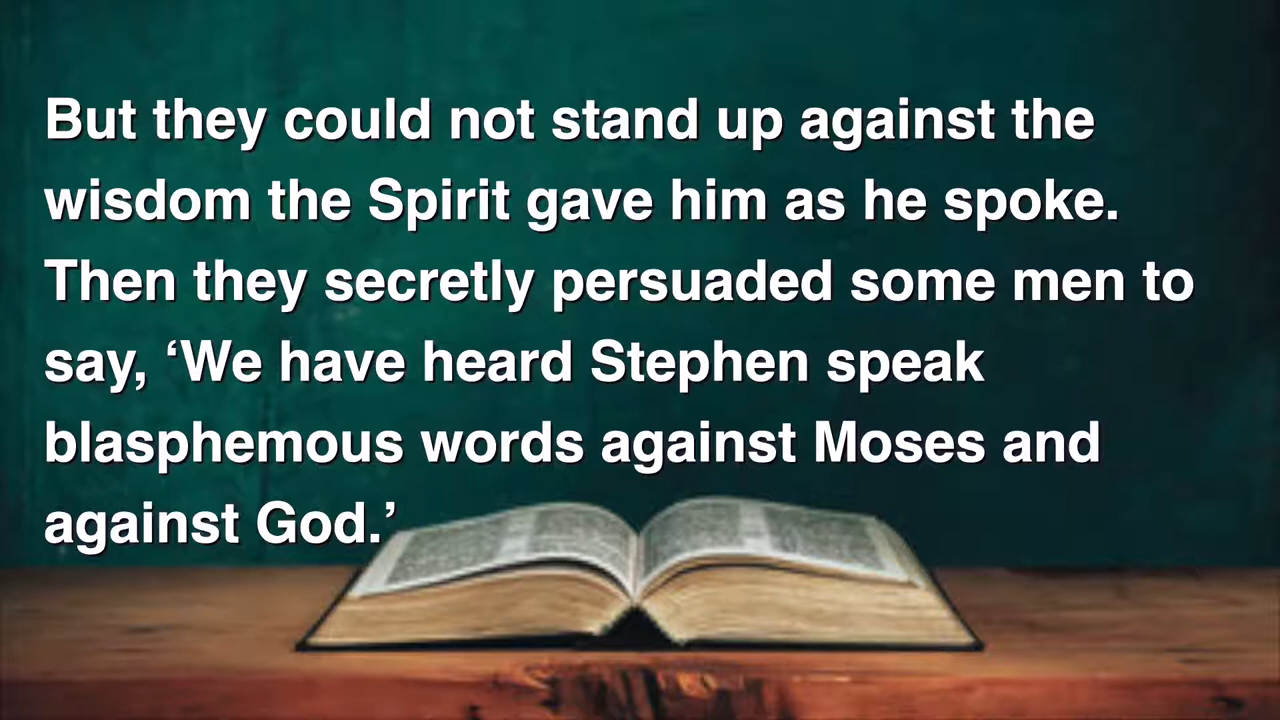 But they could not stand up against the
wisdom the Spirit gave him as he spoke.
Then they secretly persuaded some men to
say, ‘We have heard Stephen speak
blasphemous words against Moses and
against God.’